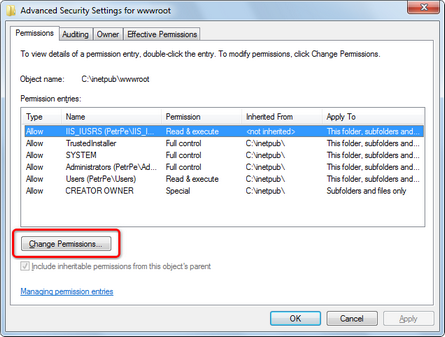 Advanced Security Settings for wwwroot
Permissions Auditing Owner Effective Permissions
To view details of a permission entry, double-click the entry. To modify permissions, click Change Permissions.
Object name: C:\inetpub\wwwroot
Permission entries:
Type Name Permission Inherited From Apply To
Allow IIS_IUSRS (PetrPe\IIS_I... Read & execute <not inherited> This folder, subfolders and...
Allow TrustedInstaller Full control C:\inetpub\ This folder, subfolders and...
Allow SYSTEM Full control C:\inetpub\ This folder, subfolders and...
Allow Administrators (PetrPe\Ad... Full control C:\inetpub\ This folder, subfolders and...
Allow Users (PetrPe\Users) Read & execute C:\inetpub\ This folder, subfolders and...
Allow CREATOR OWNER Special C:\inetpub\ Subfolders and files only
Change Permissions...
Include inheritable permissions from this object's parent
Managing permission entries
OK Cancel Apply